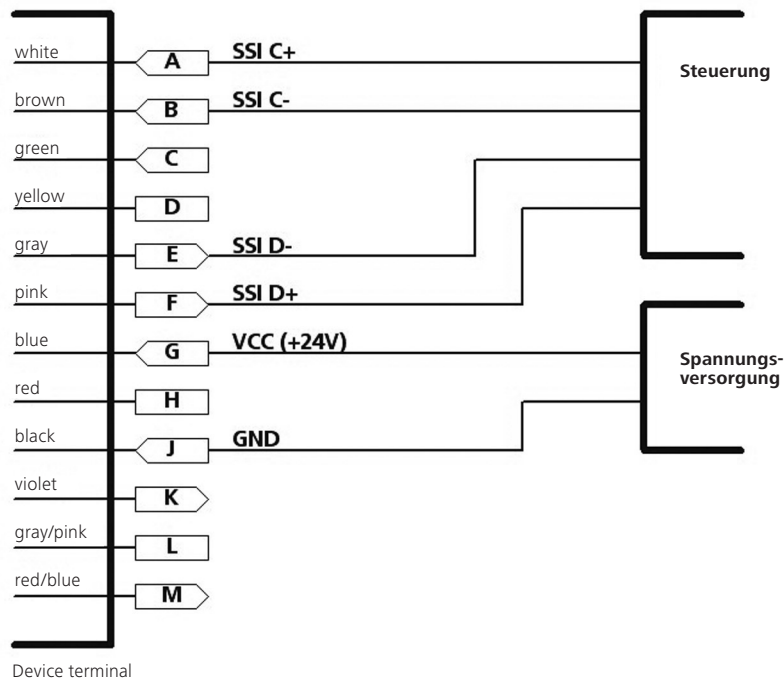 white
A
SSI C+
Steuerung
brown
B
SSI C-
green
C
yellow
D
gray
E
SSI D-
pink
F
SSI D+
blue
G
VCC (+24V)
Spannungs-
versorgung
red
H
black
J
GND
violet
K
gray/pink
L
red/blue
M
Device terminal